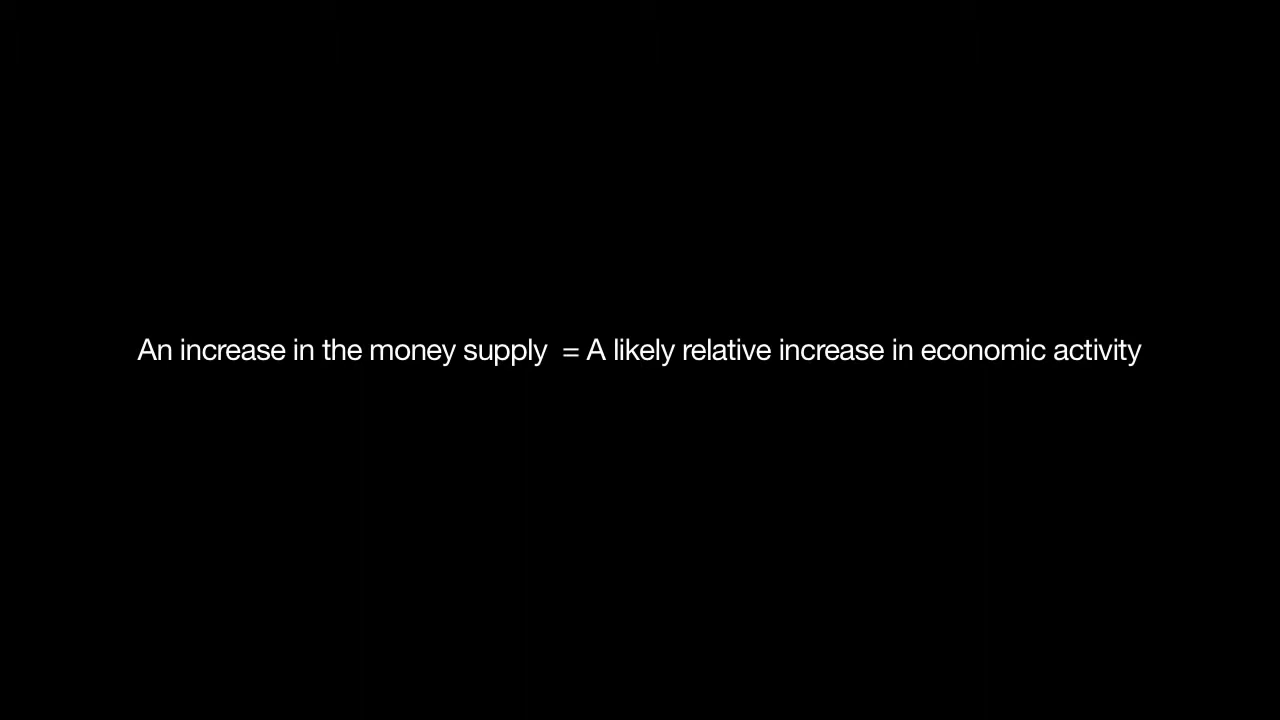 An increase in the money supply  = A likely relative increase in economic activity